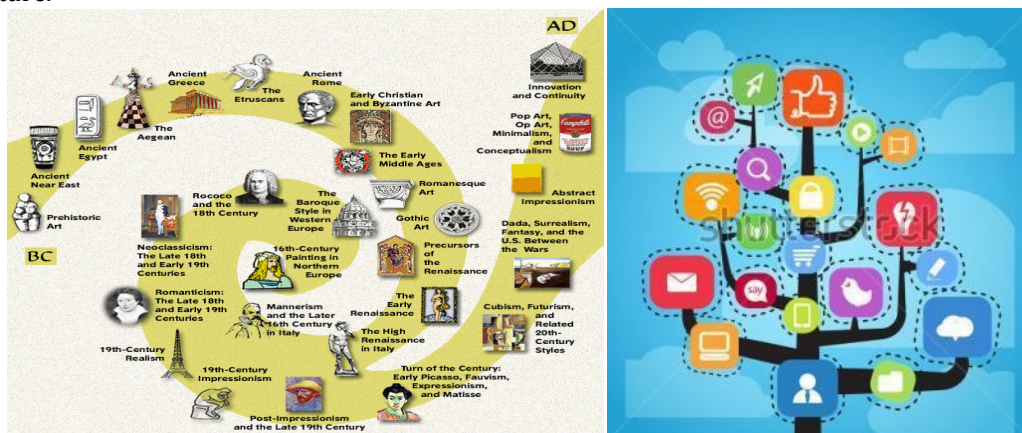 BC
Prehistoric
Art
Ancient
Near East
Ancient
Egypt
The
Aegean
Ancient
Greece
The
Etruscans
Ancient
Rome
Early Christian
and Byzantine Art
The Early
Middle Ages
Romanesque
Art
Gothic
Art
Precursors
of
the
Renaissance
The
Early
Renaissance
The High
Renaissance
in Italy
Mannerism
and the Later
16th Century
in Italy
16th-Century
Painting in
Northern
Europe
The
Baroque
Style in
Western
Europe
Rococo
and the
18th Century
Neoclassicism:
The Late 18th
and Early 19th
Centuries
Romanticism:
The Late 18th
and Early 19th
Centuries
19th-Century
Realism
19th-Century
Impressionism
Post-Impressionism
and the Late 19th Century
Turn of the Century:
Early Picasso, Fauvism,
Expressionism,
and Matisse
Cubism, Futurism,
and
Related
20th-
Century
Styles
Dada, Surrealism,
Fantasy, and the
U.S. Between
the Wars
Abstract
Impressionism
Pop Art,
Op Art,
Minimalism,
and
Conceptualism
Campbell's
SOUP
Innovation
and Continuity
AD
@
say
shutterstock